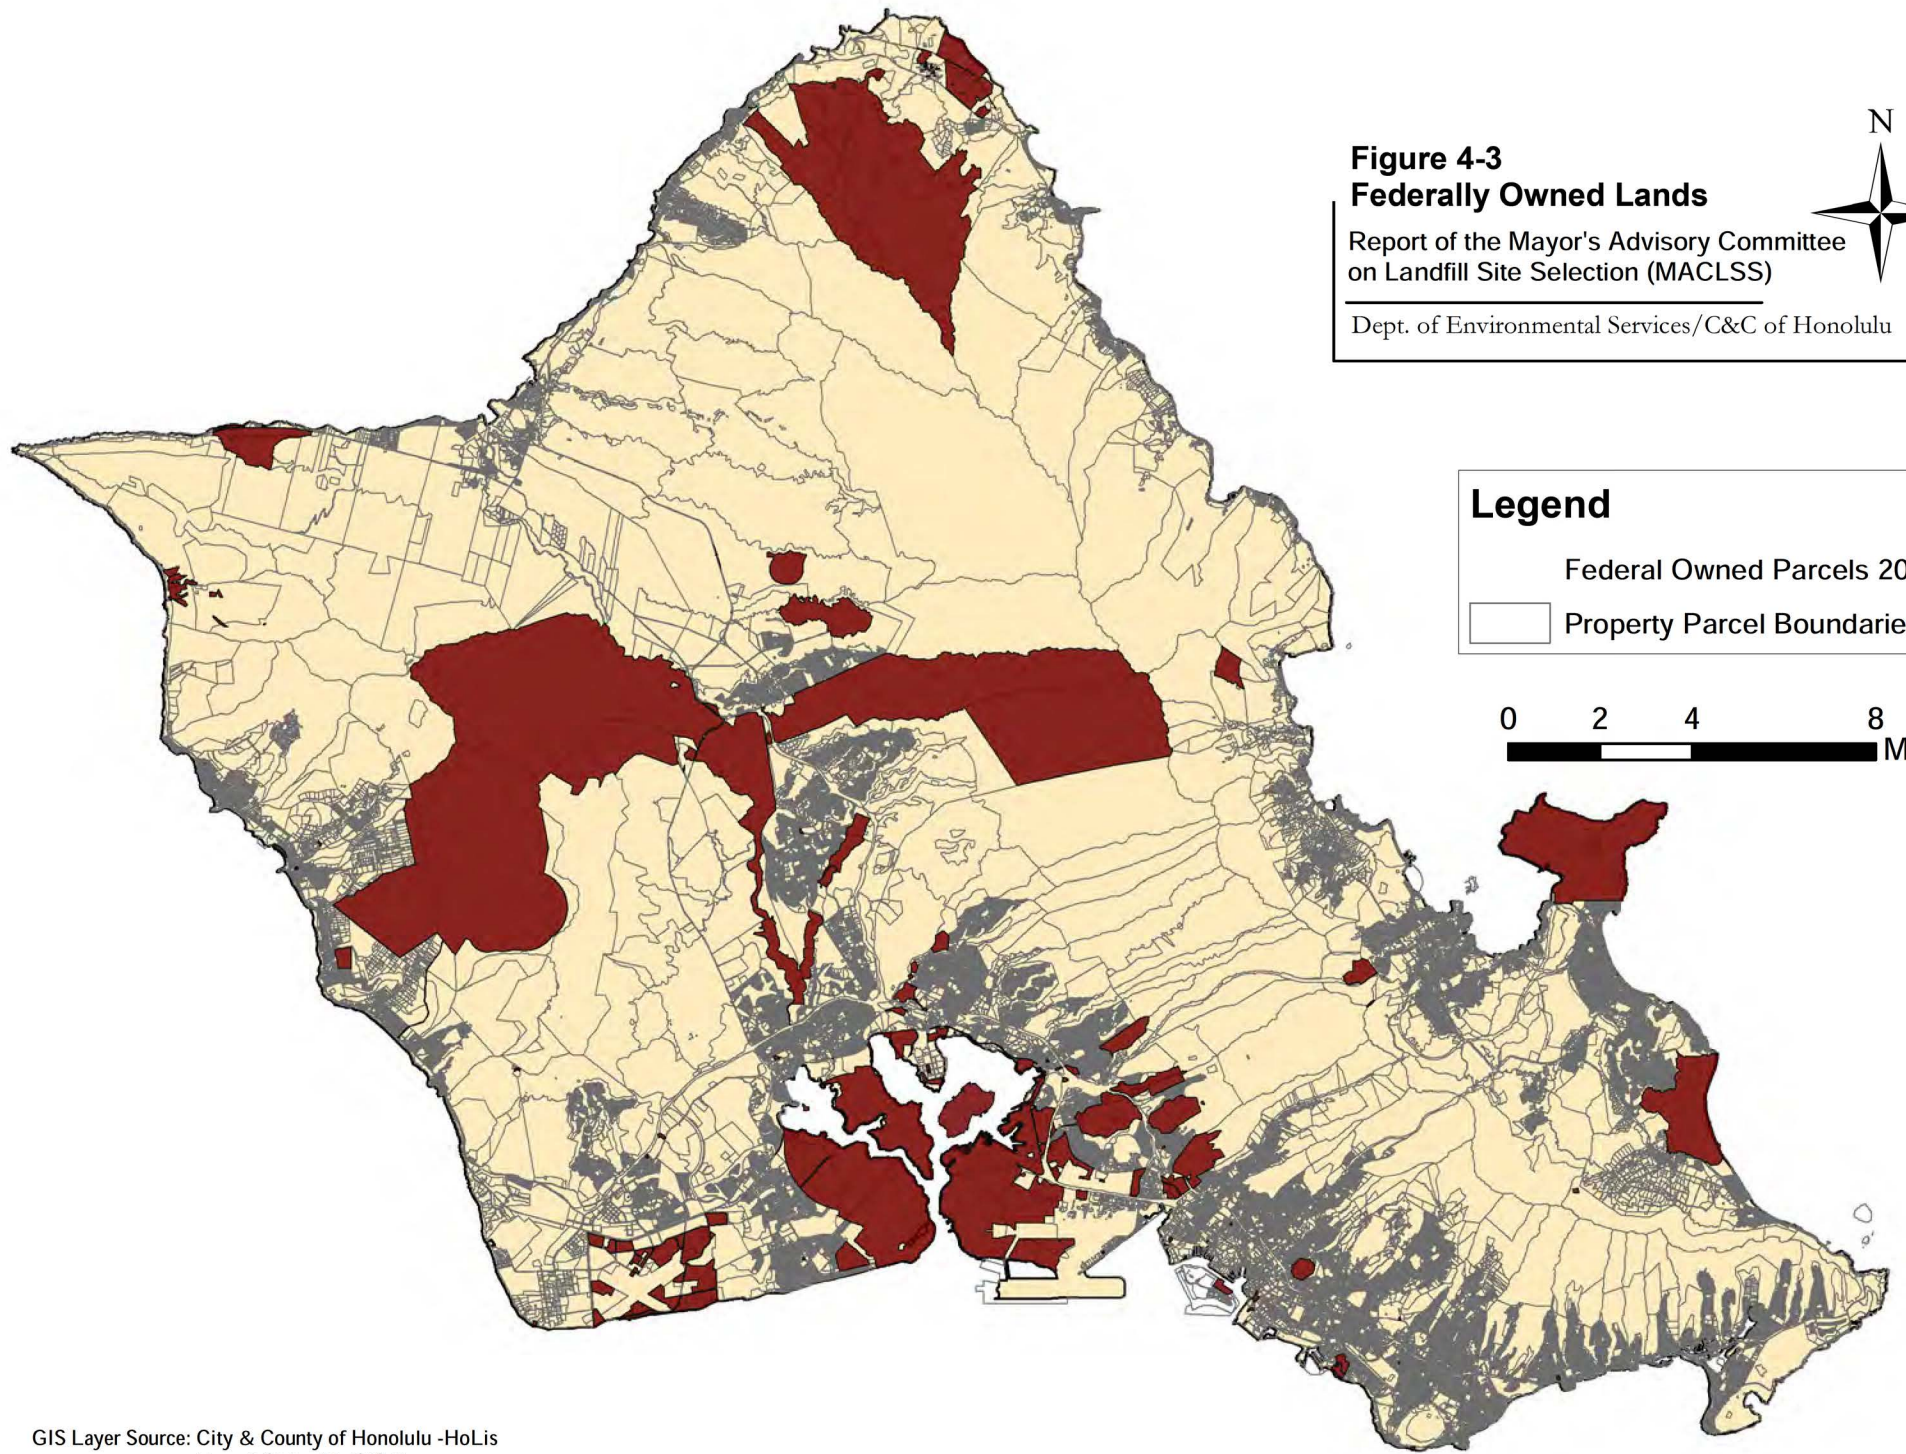 N
Figure 4-3
Federally Owned Lands
Report of the Mayor's Advisory Committee
on Landfill Site Selection (MACLSS)
Dept. of Environmental Services/C&C of Honolulu
Legend
Federal Owned Parcels 20
Property Parcel Boundarie
0 2 4 8
M
GIS Layer Source: City & County of Honolulu -HoLis